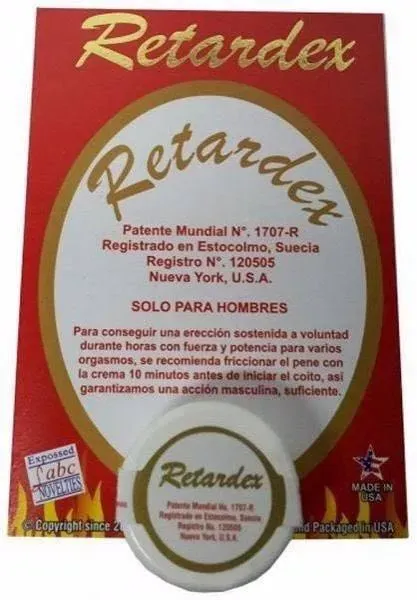 Retardex
Retardex
Patente Mundial N°. 1707-R
Registrado en Estocolmo, Suecia
Registro N°. 120505
Nueva York, U.S.A.
SOLO PARA HOMBRES
Para conseguir una erección sostenida a voluntad
durante horas con fuerza y potencia para varios
orgasmos, se recomienda friccionar el pene con
la crema 10 minutos antes de iniciar el coito, asi
garantizamos una acción masculina, suficiente.
Expossed
abc
NOVELTIES
MADE IN
USA
© Copyright since
nd Packaged in USA
Retardex
Patente Mundial No. 1707-R
Registrado en Estocolmo, Suecia
Registro No. 120505
Nueva York, U.S.A.